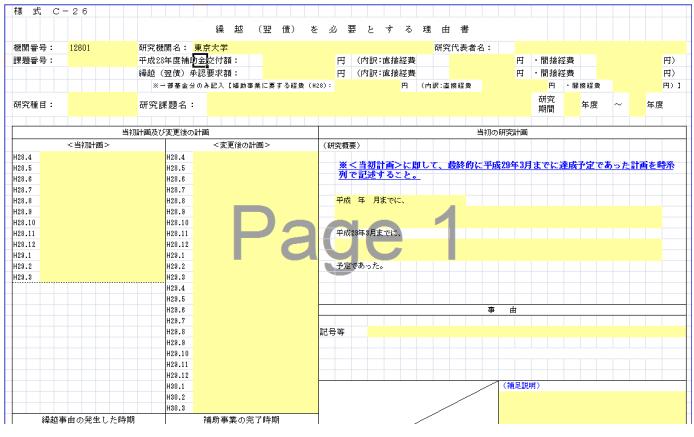 様 式 C－26
繰 越 （翌 債） を 必 要 と す る 理 由 書
機関番号： 12601 研究機関名： 東京大学 研究代表者名：
課題番号： 平成28年度補助金交付額： 円 （内訳：直接経費 円 ・間接経費 円）
繰越（翌債）承認要求額： 円 （内訳：直接経費 円 ・間接経費 円）
※一部基金分のみ記入【補助事業に要する経費（H28）： 円 （内訳：直接経費 円 ・間接経費 円）】
研究種目： 研究課題名： 研究期間 年度 ～ 年度
当初計画及び変更後の計画 当初の研究計画
＜当初計画＞ ＜変更後の計画＞ （研究概要）
H28.4 H28.4
H28.5 H28.5 ※＜当初計画＞に即して、最終的に平成29年3月までに達成予定であった計画を時系
H28.6 H28.6 列で記述すること。
H28.7 H28.7
H28.8 H28.8 平成 年 月までに、
H28.9 H28.9
H28.10 H28.10
H28.11 H28.11 平成29年3月までに、
H28.12 H28.12
H29.1 H29.1
H29.2 H29.2 予定であった。
H29.3 H29.3
H29.4
H29.5
H29.6 事 由
H29.7
H29.8 記号等
H29.9
H29.10
H29.11
H29.12
H30.1 （補足説明）
H30.2
H30.3
繰越事由の発生した時期 補助事業の完了時期
Page 1